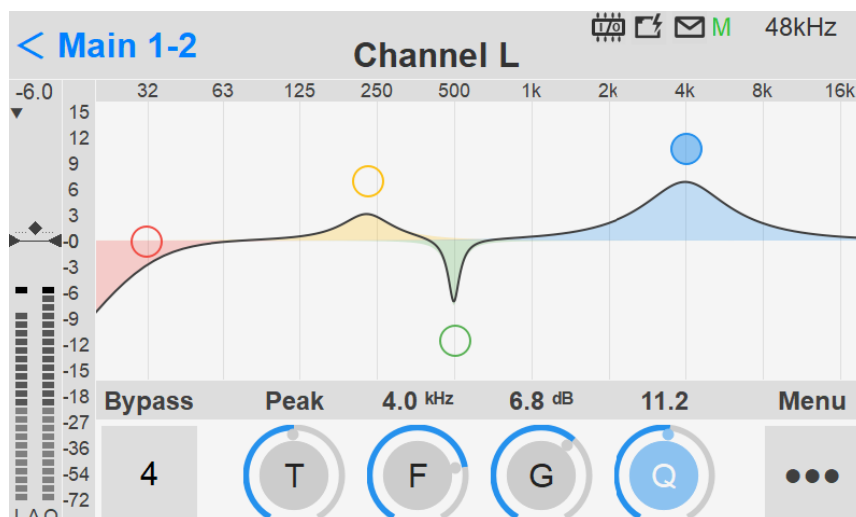 < Main 1-2
Channel L
I/O
M
48kHz
-6.0
32 63 125 250 500 1k 2k 4k 8k 16k
15
12
9
6
3
-0
-3
-6
-9
-12
-15
-18
-27
-36
-54
-72
Bypass Peak 4.0 kHz 6.8 dB 11.2 Menu
4 T F G Q •••